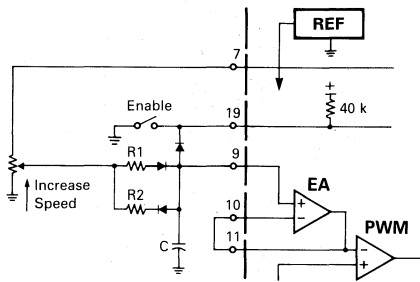 REF
7
Enable
19
+
40 k
R1
9
EA
Increase
Speed
R2
10
+
−
11
PWM
C
−
+